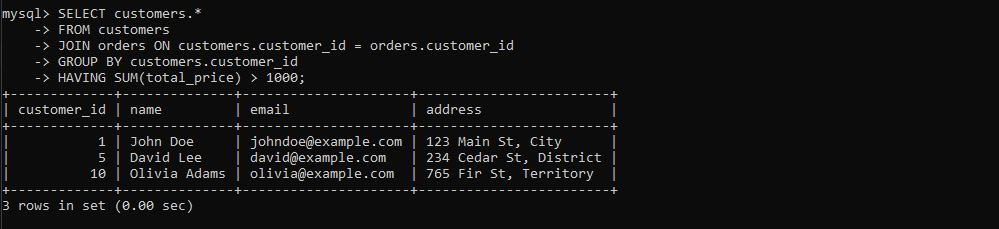 mysql> SELECT customers.*
    -> FROM customers
    -> JOIN orders ON customers.customer_id = orders.customer_id
    -> GROUP BY customers.customer_id
    -> HAVING SUM(total_price) > 1000;
+-------------+--------------+---------------------+------------------------+
| customer_id | name         | email               | address                |
+-------------+--------------+---------------------+------------------------+
|           1 | John Doe     | johndoe@example.com | 123 Main St, City      |
|           5 | David Lee    | david@example.com   | 234 Cedar St, District |
|          10 | Olivia Adams | olivia@example.com  | 765 Fir St, Territory  |
+-------------+--------------+---------------------+------------------------+
3 rows in set (0.00 sec)